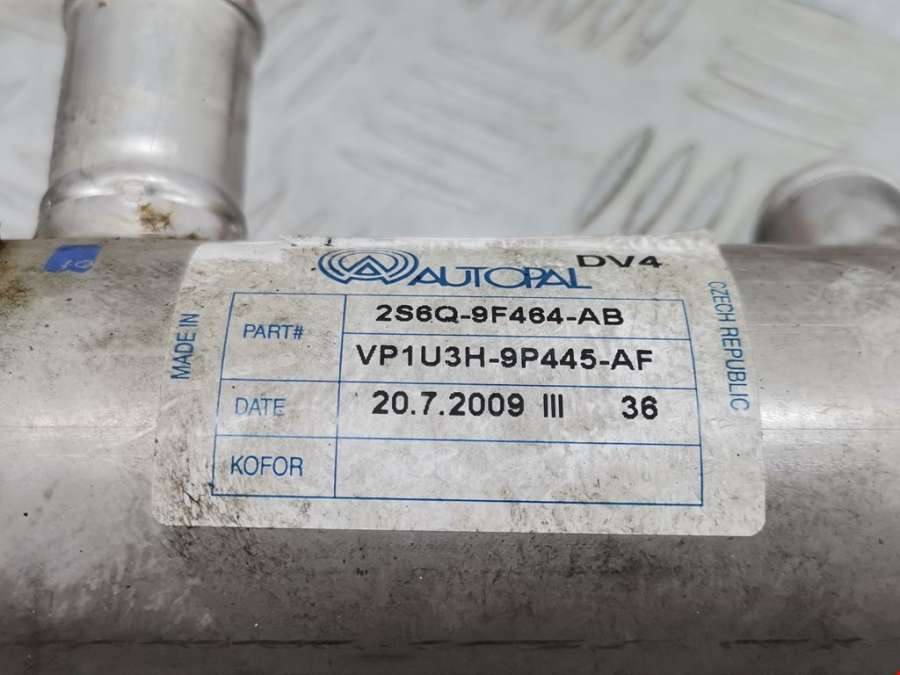 AUTOPAL DV4
MADE IN
PART# 2S6Q-9F464-AB
VP1U3H-9P445-AF
DATE 20.7.2009 III 36
KOFOR
CZECH REPUBLIC